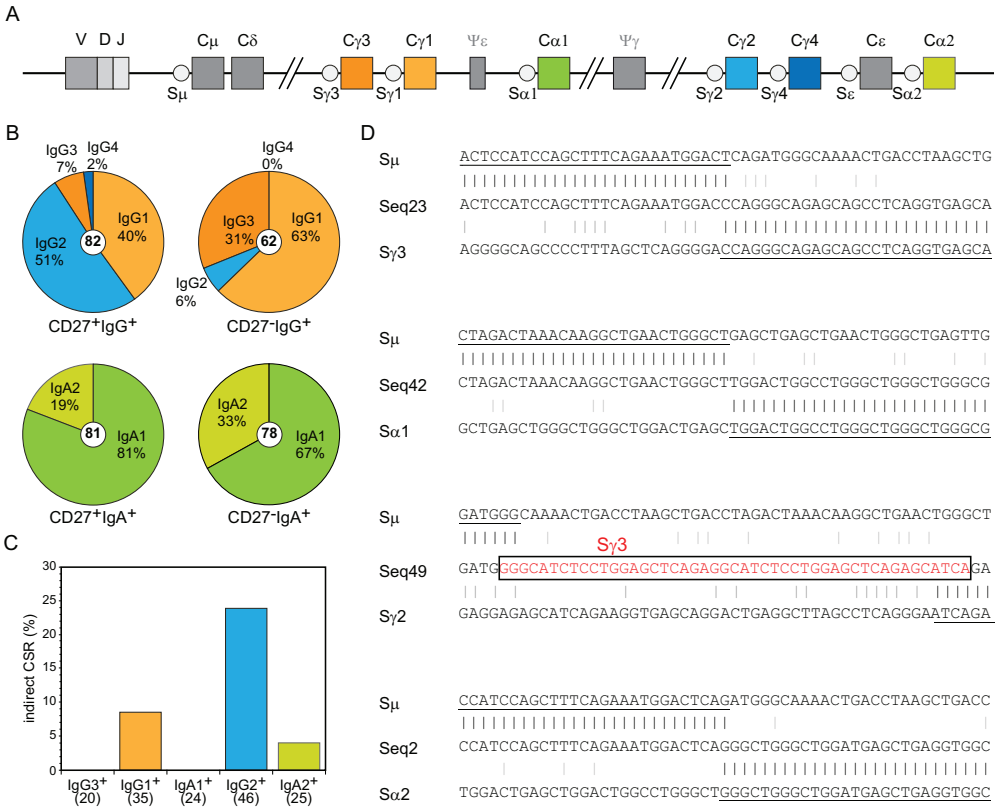 A
V D J Cμ Cδ Cγ3 Cγ1 Ψε Cα1 Ψγ Cγ2 Cγ4 Cε Cα2
Sμ Sγ3 Sγ1 Sα1 Sγ2 Sγ4 Sε Sα2
B
IgG3
7%
IgG4
2%
IgG1
40%
IgG2
51%
82
CD27+IgG+
IgG4
0%
IgG3
31%
IgG1
63%
IgG2
6%
62
CD27-IgG+
IgA2
19%
81
IgA1
81%
CD27+IgA+
IgA2
33%
78
IgA1
67%
CD27-IgA+
C
indirect CSR (%)
30
25
20
15
10
5
0
IgG3+ IgG1+ IgA1+ IgG2+ IgA2+
(20) (35) (24) (46) (25)
D
Sμ ACTCCATCCAGCTTTCAGAAATGGACTCAGATGGGCAAAACTGACCTAAGCTG
Seq23 ACTCCATCCAGCTTTCAGAAATGGACCCAGGGCAGAGCAGCCTCAGGTGAGCA
Sγ3 AGGGGCAGCCCCTTTAGCTCAGGGGACCAGGGCAGAGCAGCCTCAGGTGAGCA
Sμ CTAGACTAAACAAGGCTGAACTGGGCTGAGCTGAGCTGAACTGGGCTGAGTTG
Seq42 CTAGACTAAACAAGGCTGAACTGGGCTTGGACTGGCCTGGGCTGGGCTGGGCG
Sα1 GCTGAGCTGGGCTGGGCTGGACTGAGCTGGACTGGCCTGGGCTGGGCTGGGCG
Sμ GATGGGCAAAACTGACCTAAGCTGACCTAGACTAAACAAGGCTGAACTGGGCT
Sγ3
Seq49 GATGGGGCATCTCCTGGAGCTCAGAGGCATCTCCTGGAGCTCAGAGCATCAGA
Sγ2 GAGGAGAGCATCAGAAGGTGAGCAGGACTGAGGCTTAGCCTCAGGGAATCAGA
Sμ CCATCCAGCTTTCAGAAATGGACTCAGATGGGCAAAACTGACCTAAGCTGACC
Seq2 CCATCCAGCTTTCAGAAATGGACTCAGGGCTGGGCTGGATGAGCTGAGGTGGC
Sα2 TGGACTGAGCTGGACTGGCCTGGGCTGGGCTGGGCTGGATGAGCTGAGGTGGC